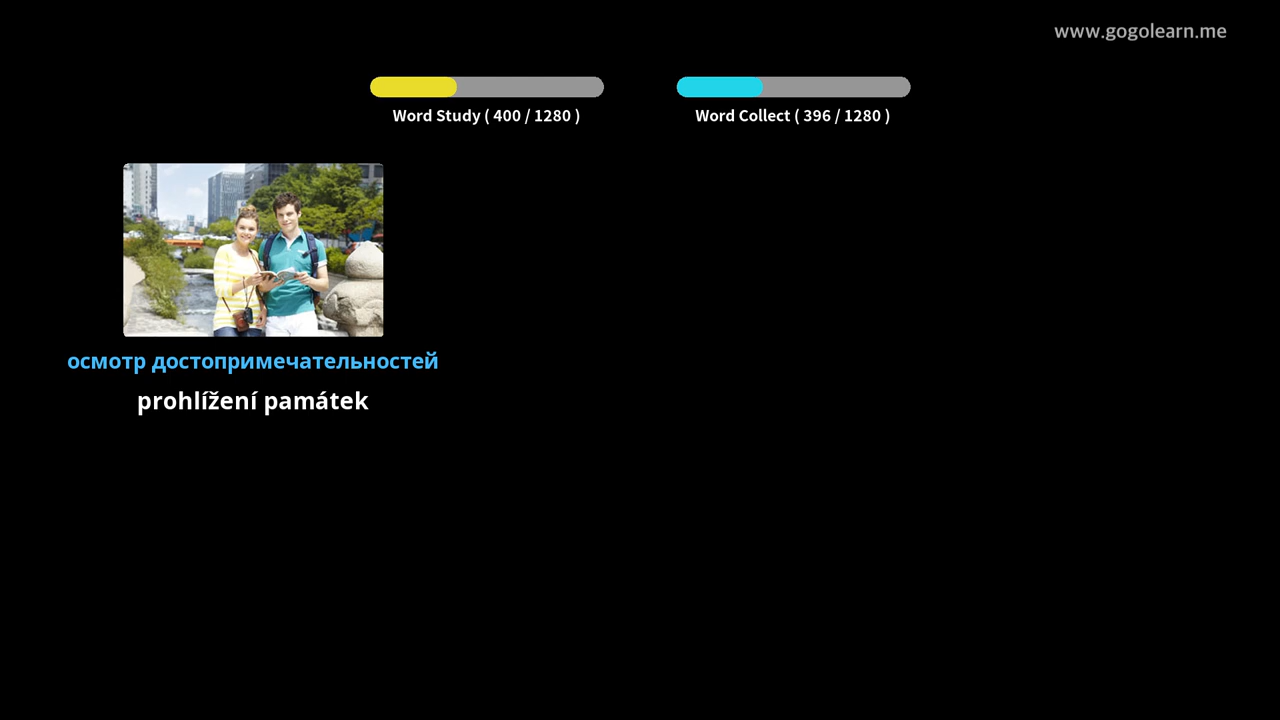 www.gogolearn.me
Word Study ( 400 / 1280 )
Word Collect ( 396 / 1280 )
осмотр достопримечательностей
prohlížení památek